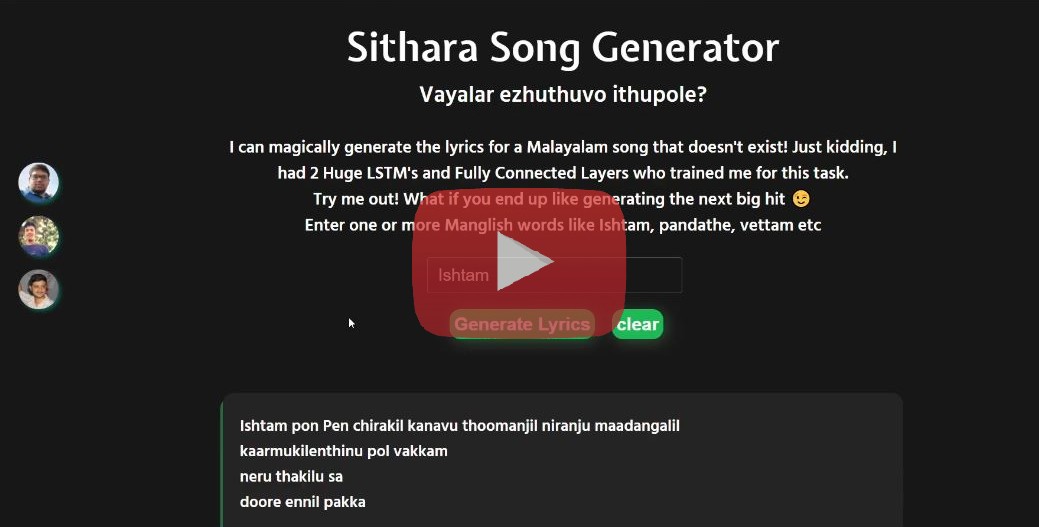 Sithara Song Generator
Vayalar ezhuthuvo ithupole?
I can magically generate the lyrics for a Malayalam song that doesn't exist! Just kidding, I
had 2 Huge LSTM's and Fully Connected Layers who trained me for this task.
Try me out! What if you end up like generating the next big hit 😉
Enter one or more Manglish words like Ishtam, pandathe, vettam etc
Ishtam
Generate Lyrics clear
Ishtam pon Pen chirakil kanavu thoomanjil niranju maadangalil
kaarmukilenthinu pol vakkam
neru thakilu sa
doore ennil pakka